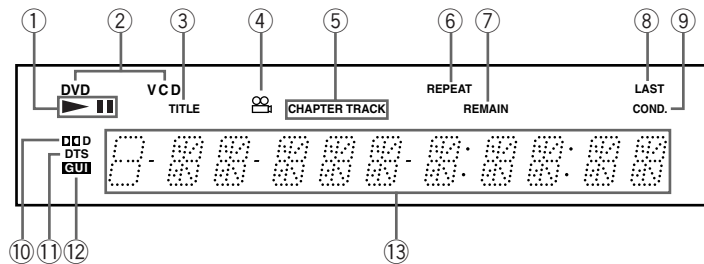 ① ② ③ ④ ⑤ ⑥ ⑦ ⑧ ⑨
DVD VCD REPEAT LAST
TITLE CHAPTER TRACK REMAIN COND.
D
DTS
GUI
⑩ ⑪ ⑫ ⑬